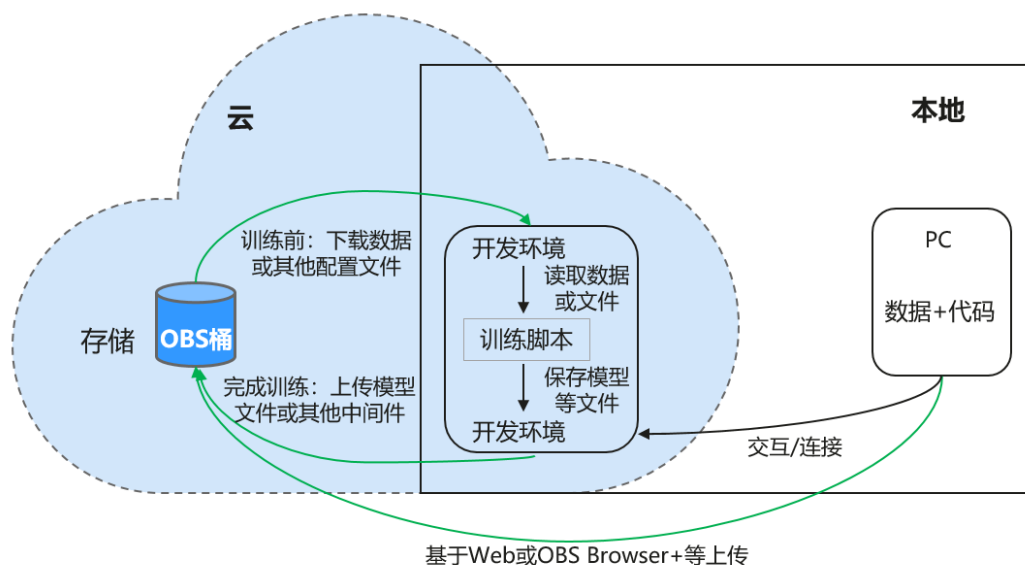 云
本地
训练前：下载数据
或其他配置文件
开发环境
读取数据
或文件
训练脚本
保存模型
等文件
开发环境
PC
数据+代码
存储
OBS桶
完成训练：上传模型
文件或其他中间件
交互/连接
基于Web或OBS Browser+等上传